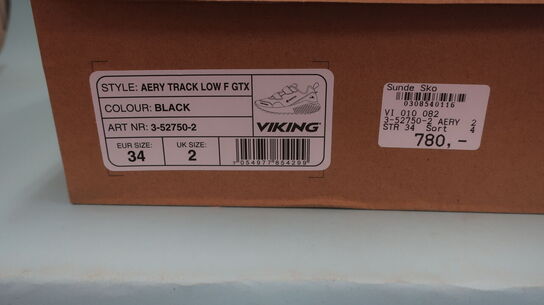 STYLE: AERY TRACK LOW F GTX
COLOUR: BLACK
ART NR: 3-52750-2
VIKING
EUR SIZE: UK SIZE:
34 2
7054977854299
Sunde Sko
0308540116
VI 010 082
3-52750-2 AERY 2
STR 34 Sort 4
780,-